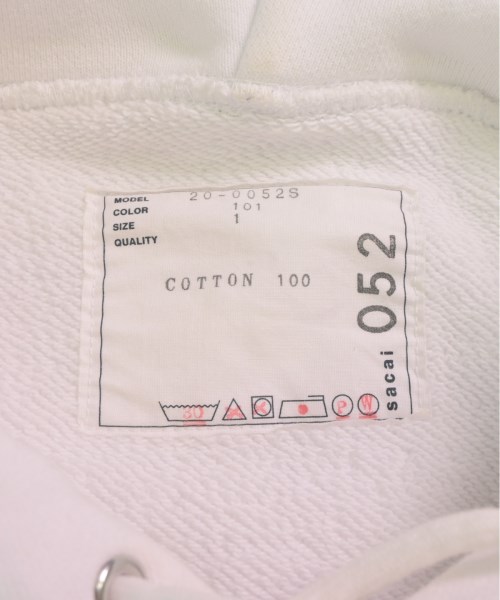 MODEL 20-0052S
COLOR 101
SIZE 1
QUALITY
COTTON 100
sacai 052
30
P
W